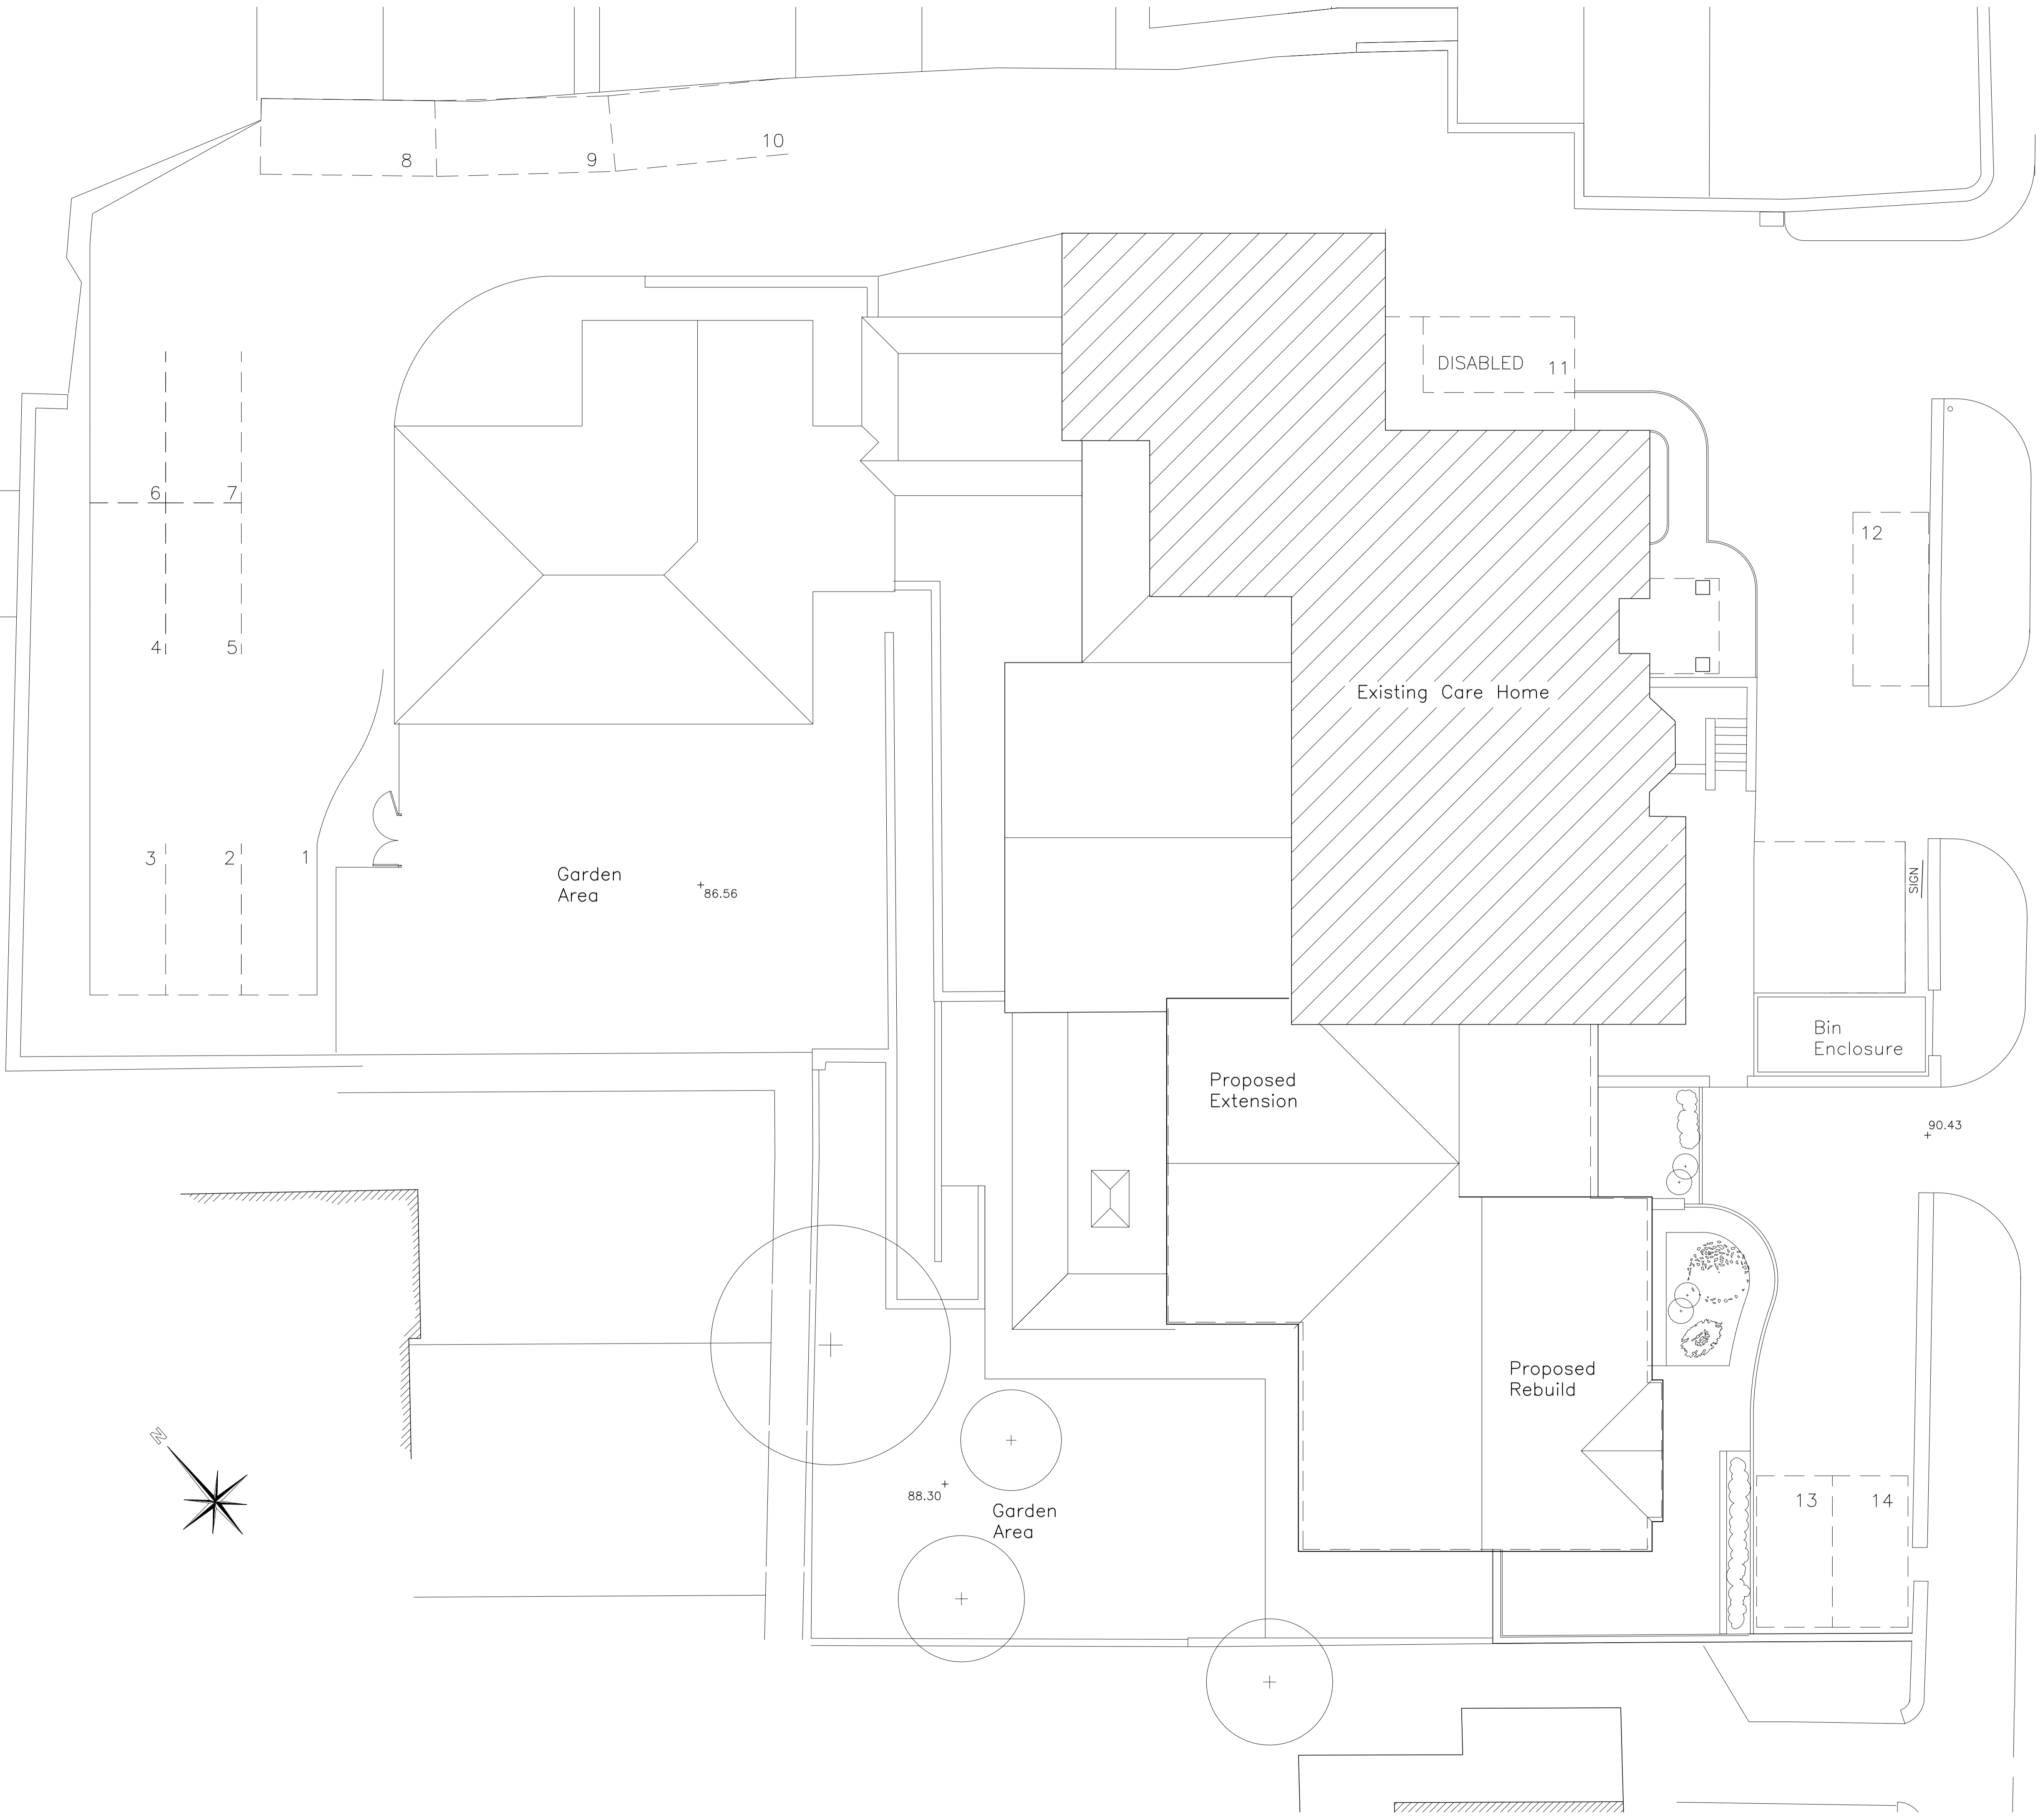 10
8
9
DISABLED
11
6
7
12
4
5
Existing Care Home
3
2
1
Garden
Area
86.56
SIGN
Bin
Enclosure
Proposed
Extension
90.43
Proposed
Rebuild
N
88.30
Garden
Area
13
14